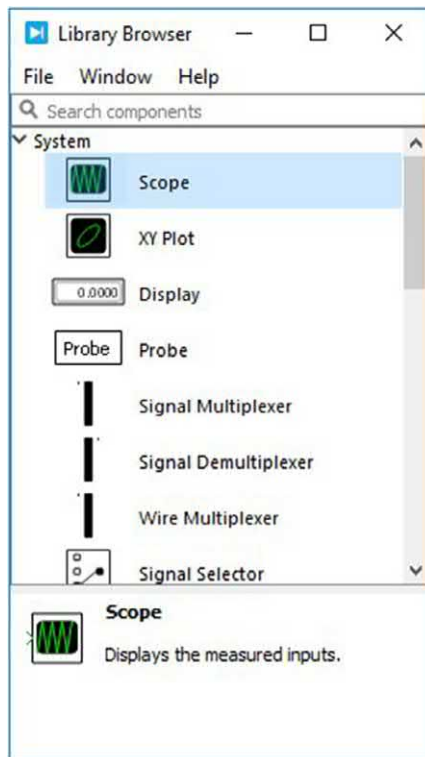 Library Browser
File Window Help
Search components
System
Scope
XY Plot
0.0000 Display
Probe Probe
Signal Multiplexer
Signal Demultiplexer
Wire Multiplexer
Signal Selector
Scope
Displays the measured inputs.